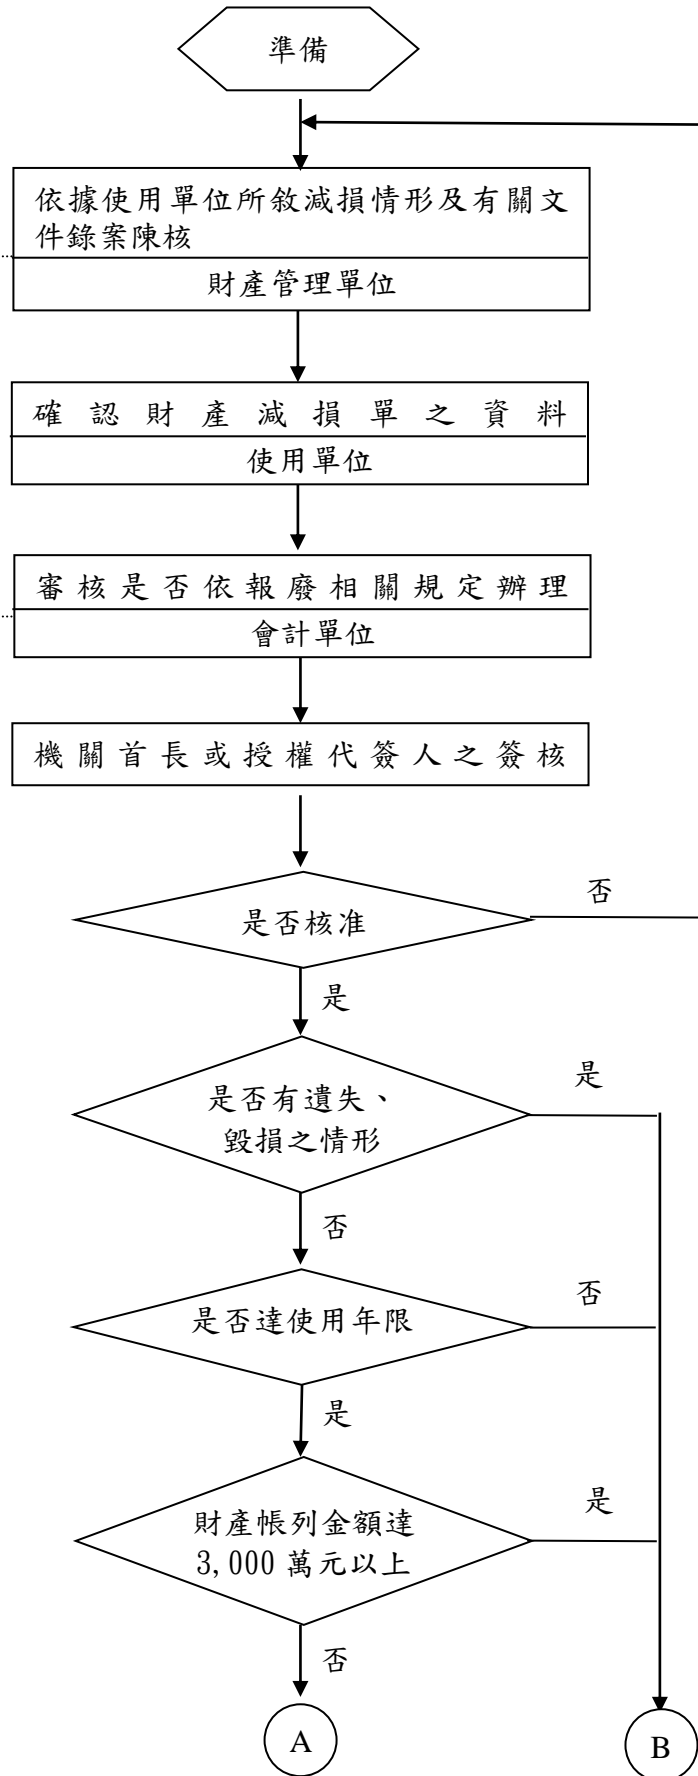 準備
依據使用單位所敘減損情形及有關文
件錄案陳核
財產管理單位
確認財產減損單之資料
使用單位
審核是否依報廢相關規定辦理
會計單位
機關首長或授權代簽人之簽核
是否核准
否
是
是否有遺失、
毀損之情形
是
否
是否達使用年限
否
是
財產帳列金額達
3,000 萬元以上
是
否
A
B